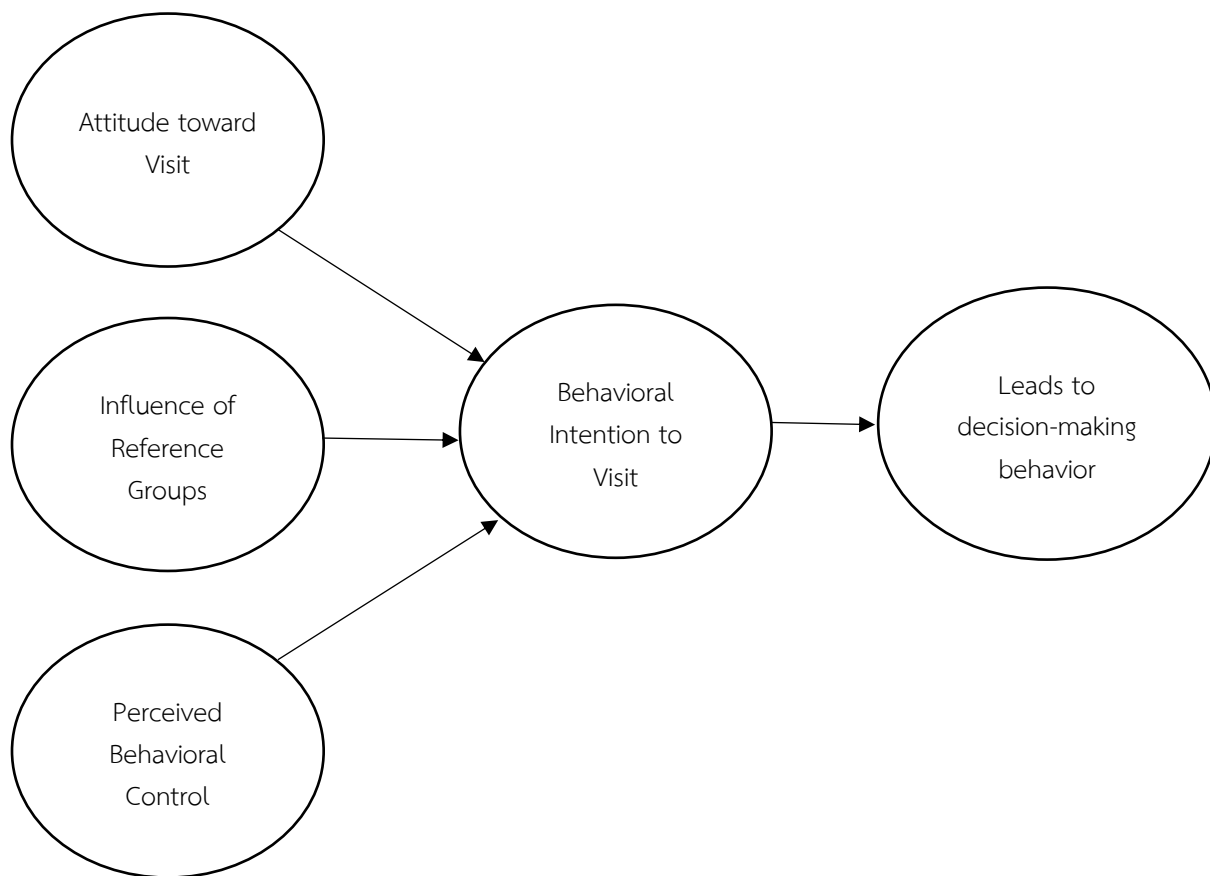 Attitude toward
Visit
Influence of
Reference
Groups
Perceived
Behavioral
Control
Behavioral
Intention to
Visit
Leads to
decision-making
behavior